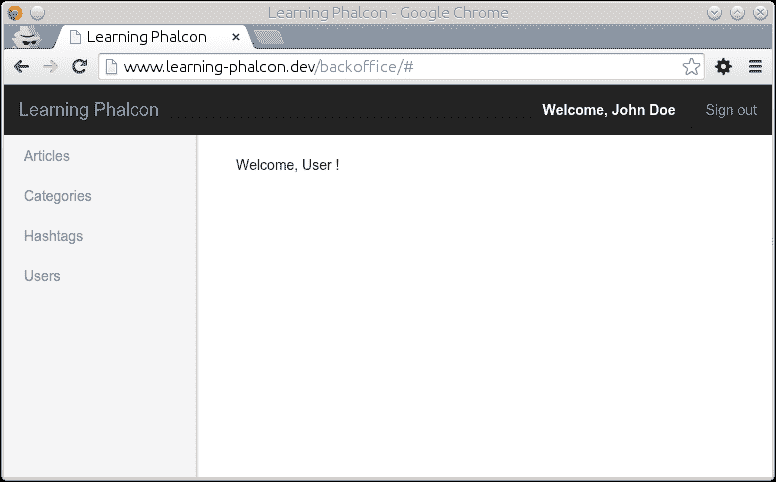 Learning Phalcon - Google Chrome
Learning Phalcon
www.learning-phalcon.dev/backoffice/#
Learning Phalcon Welcome, John Doe Sign out
Articles
Welcome, User !
Categories
Hashtags
Users